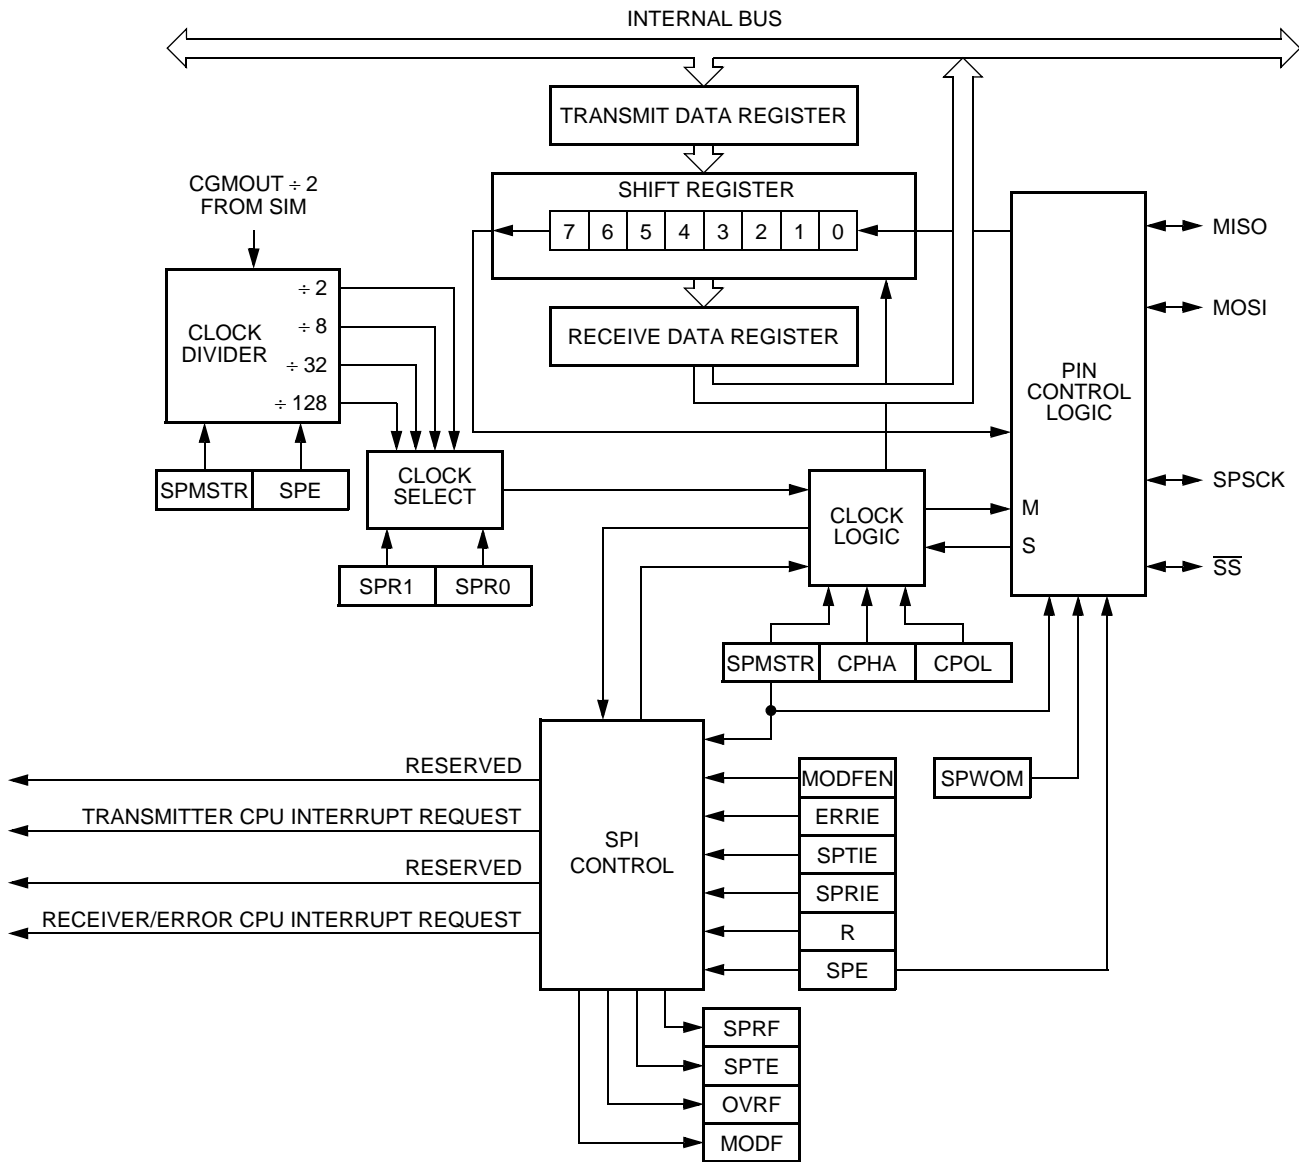 INTERNAL BUS
TRANSMIT DATA REGISTER
CGMOUT ÷ 2
FROM SIM
SHIFT REGISTER
7 6 5 4 3 2 1 0
MISO
÷ 2
÷ 8
÷ 32
÷ 128
CLOCK
DIVIDER
RECEIVE DATA REGISTER
MOSI
PIN
CONTROL
LOGIC
SPMSTR SPE
CLOCK
SELECT
SPSCK
CLOCK
LOGIC
M
S
SS
SPR1 SPR0
SPMSTR CPHA CPOL
RESERVED
TRANSMITTER CPU INTERRUPT REQUEST
RESERVED
RECEIVER/ERROR CPU INTERRUPT REQUEST
SPI
CONTROL
MODFEN
ERRIE
SPTIE
SPRIE
R
SPE
SPWOM
SPRF
SPTE
OVRF
MODF